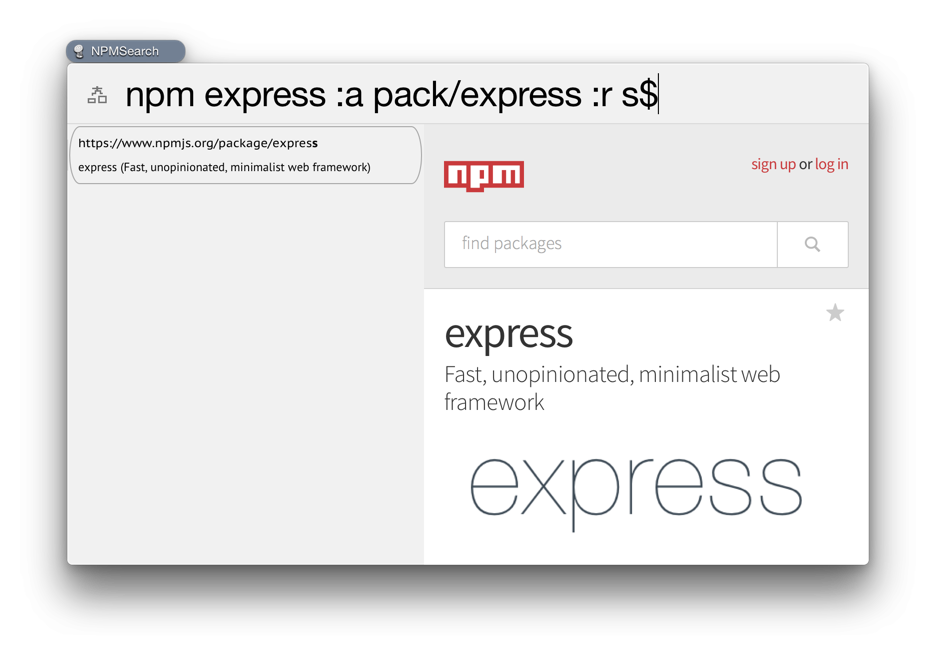 NPMSearch
npm express :a pack/express :r s$
https://www.npmjs.org/package/express
express (Fast, unopinionated, minimalist web framework)
npm
sign up or log in
find packages
express
Fast, unopinionated, minimalist web
framework
express